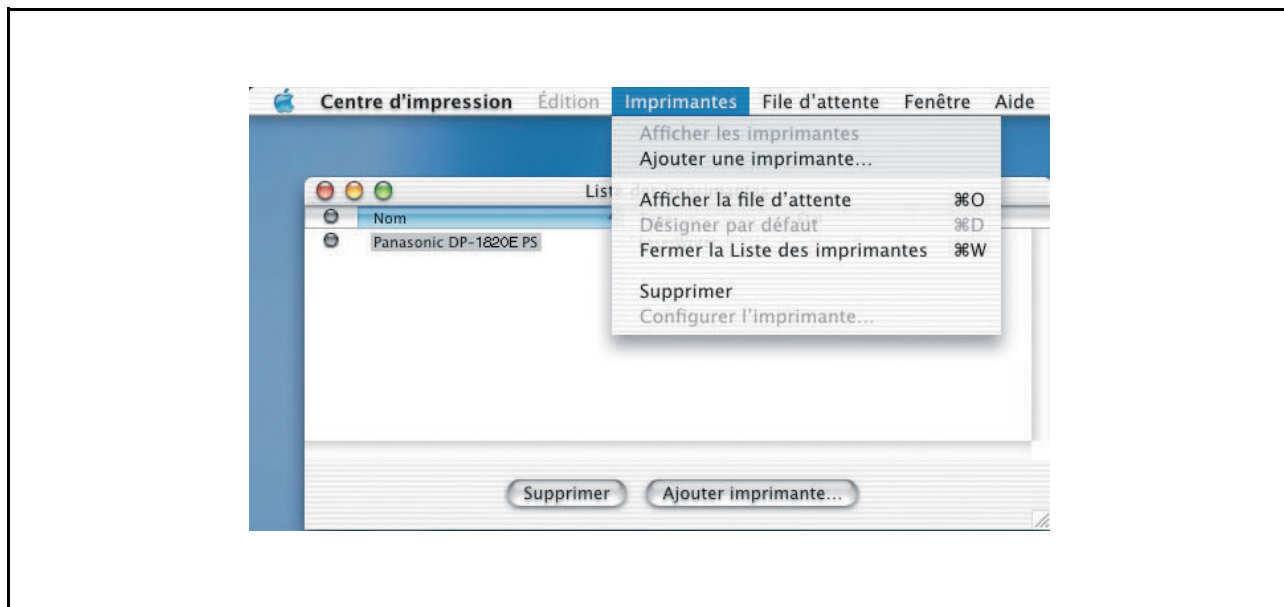 Centre d'impression Édition Imprimantes File d'attente Fenêtre Aide
Afficher les imprimantes
Ajouter une imprimante...
Liste
Afficher la file d'attente ⌘O
Nom
Désigner par défaut ⌘D
Panasonic DP-1820E PS
Fermer la Liste des imprimantes ⌘W
Supprimer
Configurer l'imprimante...
Supprimer Ajouter imprimante...